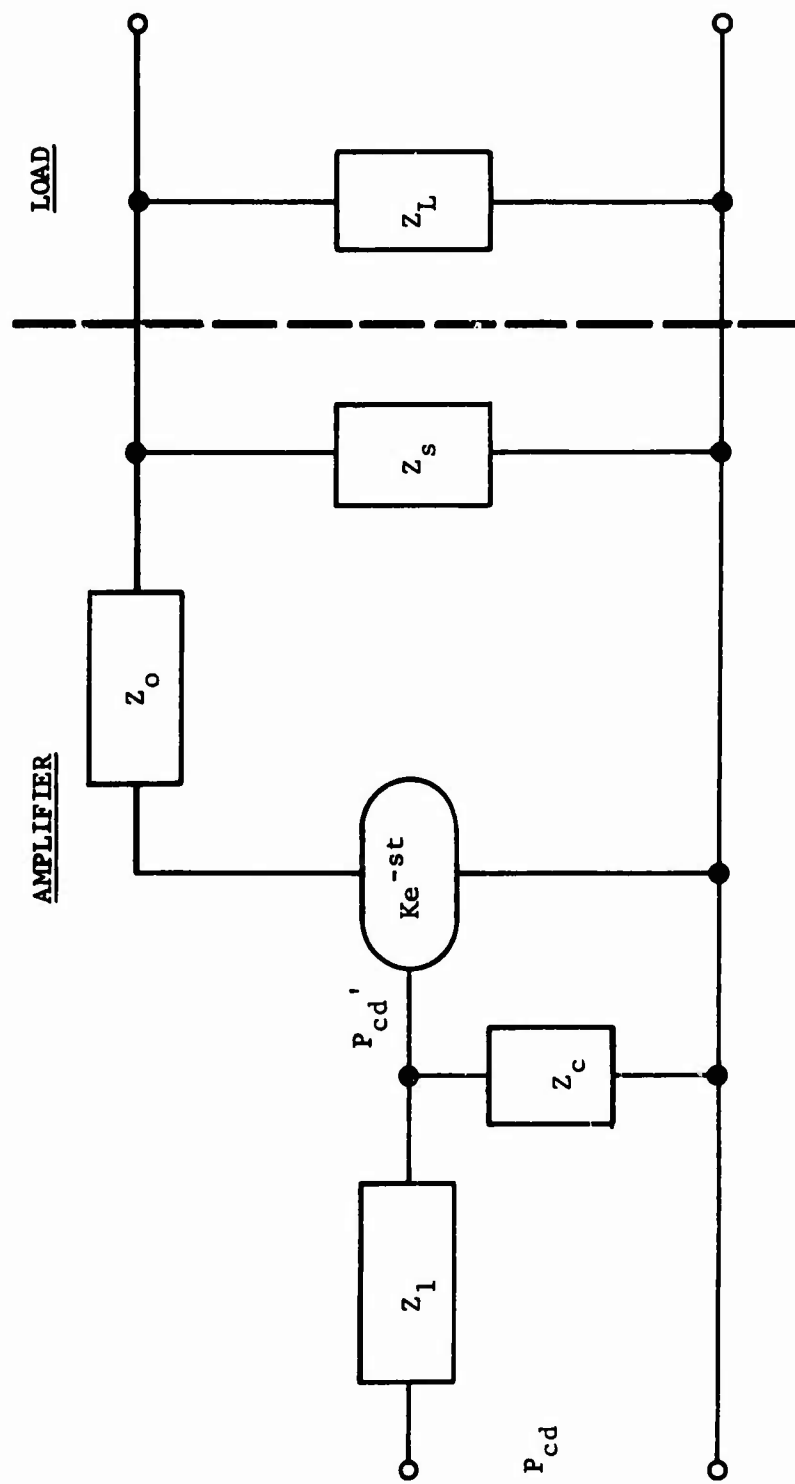 AMPLIFIER
LOAD
P_cd
Z_1
P_cd'
Z_c
Ke^-st
Z_o
Z_s
Z_L